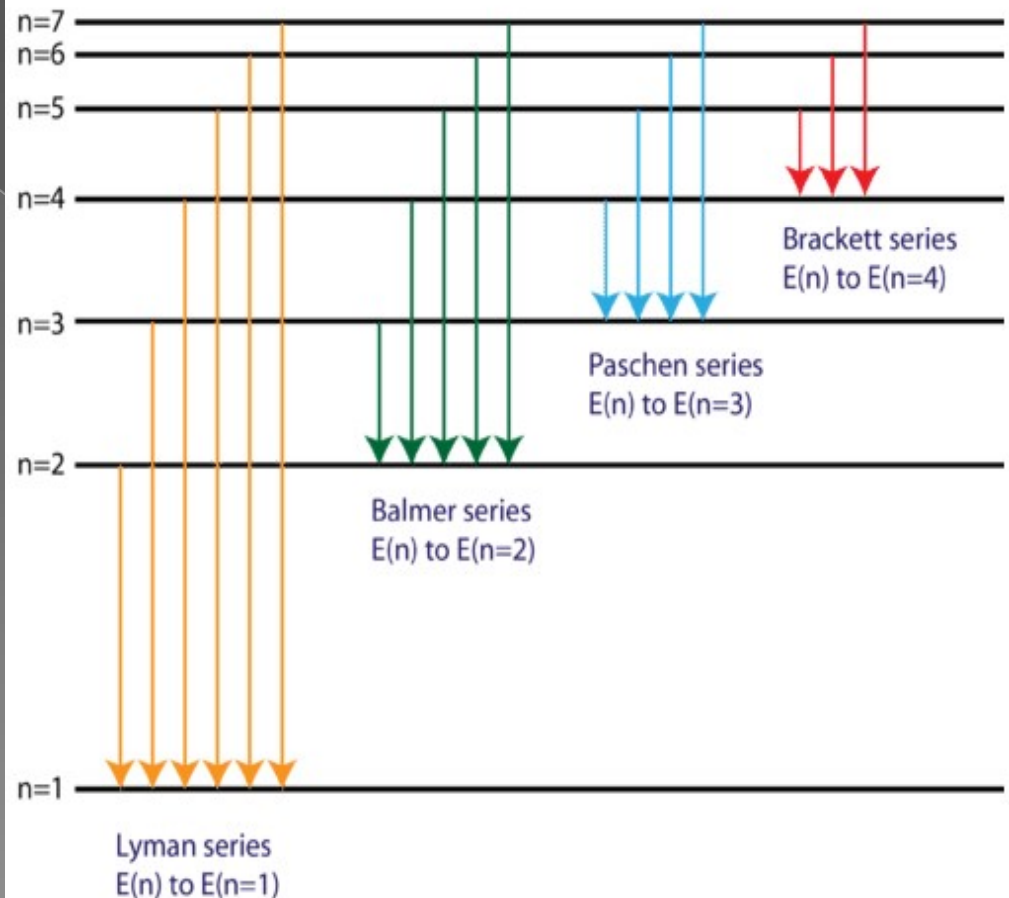 n=7
n=6
n=5
n=4
Brackett series
E(n) to E(n=4)
n=3
Paschen series
E(n) to E(n=3)
n=2
Balmer series
E(n) to E(n=2)
n=1
Lyman series
E(n) to E(n=1)